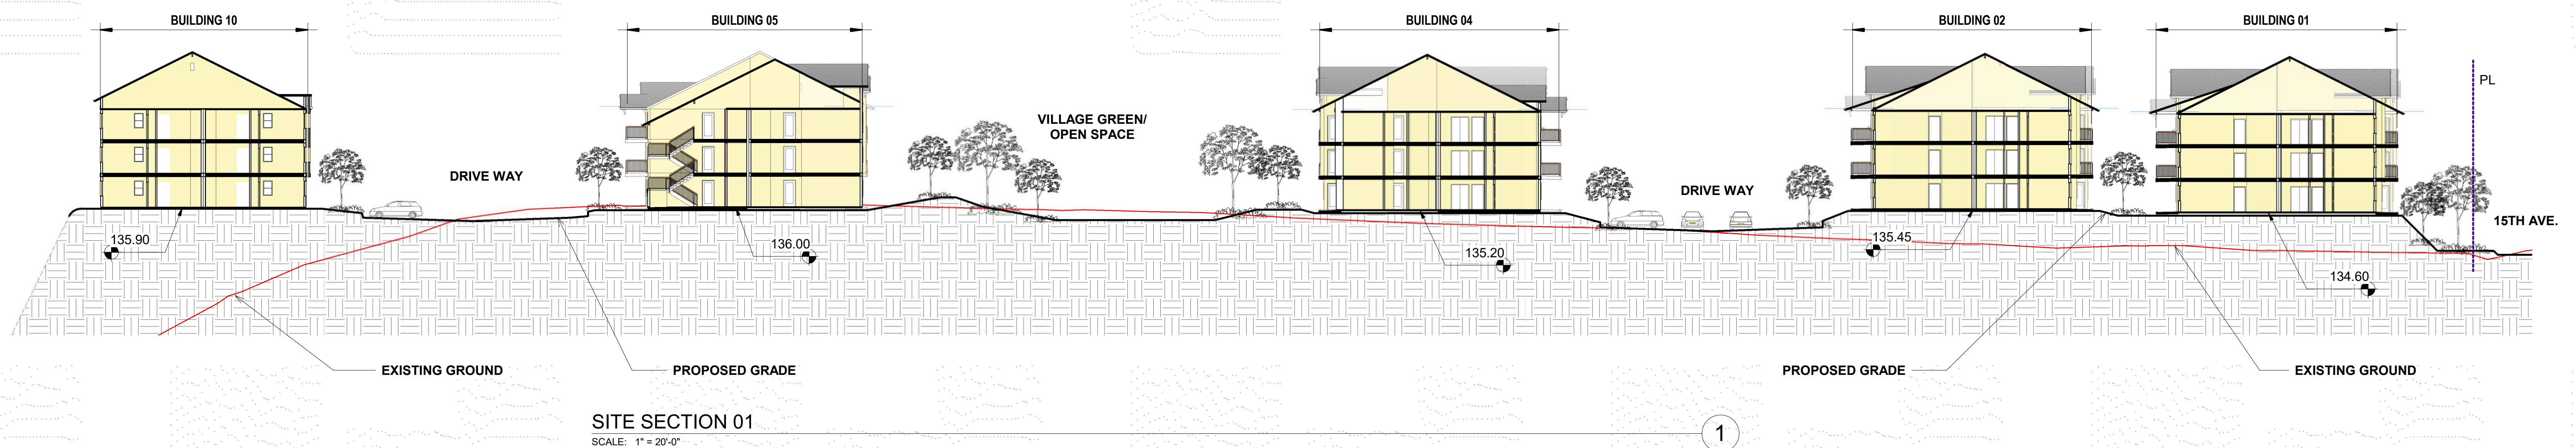 BUILDING 10
BUILDING 05
BUILDING 04
BUILDING 02
BUILDING 01
PL
VILLAGE GREEN/
OPEN SPACE
DRIVE WAY
DRIVE WAY
15TH AVE.
135.90
136.00
135.20
135.45
134.60
EXISTING GROUND
PROPOSED GRADE
PROPOSED GRADE
EXISTING GROUND
SITE SECTION 01
SCALE: 1" = 20'-0"
1